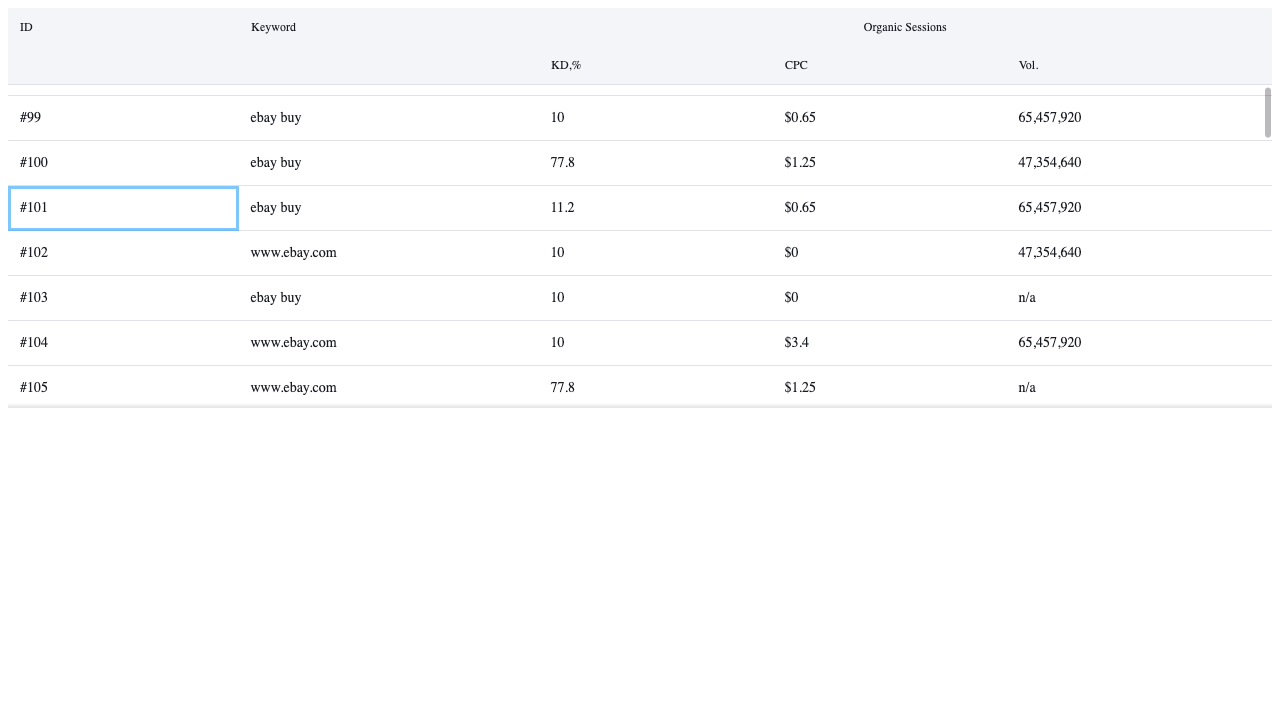 ID Keyword Organic Sessions
KD,% CPC Vol.
#99 ebay buy 10 $0.65 65,457,920
#100 ebay buy 77.8 $1.25 47,354,640
#101 ebay buy 11.2 $0.65 65,457,920
#102 www.ebay.com 10 $0 47,354,640
#103 ebay buy 10 $0 n/a
#104 www.ebay.com 10 $3.4 65,457,920
#105 www.ebay.com 77.8 $1.25 n/a